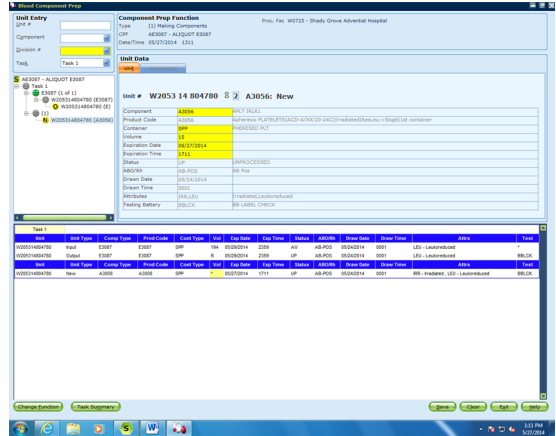 Blood Component Prep
Unit Entry
Unit #
Component
Division #
Task Task 1
Component Prep Function
Proc. Fac W0725 - Shady Grove Adventist Hospital
Type (1) Making Components
CPF AE3087 - ALIQUOT E3087
Date/Time 05/27/2014 1311
S AE3087 - ALIQUOT E3087
Task 1
E3087 (1 of 1)
W205314804780 (E3087)
O W205314804780 (E)
(1)
N W205314804780 (A3056)
Unit Data
Unit
Unit # W2053 14 804780 8 2 A3056: New
Component A3056
Product Code A3056 Apheresis PLATELETS|ACD-A/XX/20-24C|Irradiated|ResLeu:<5log6|1st container
Container SPP PHERESED PLT
Volume 15
Expiration Date 05/27/2014
Expiration Time 1711
Status UP UNPROCESSED
ABO/Rh AB-POS AB Pos
Drawn Date 05/24/2014
Drawn Time 0001
Attributes IRR,LEU Irradiated,Leukoreduced
Testing Battery BBLCK BB LABEL CHECK
Task 1
Unit Unit Type Comp Type Prod Code Cont Type Vol Exp Date Exp Time Status ABO/Rh Draw Date Draw Time Attrs Test
W205314804780 Input E3087 E3087 SPP 194 05/29/2014 2359 AV AB-POS 05/24/2014 0001 LEU - Leukoreduced *
W205314804780 Output E3087 E3087 SPP R 05/29/2014 2359 UP AB-POS 05/24/2014 0001 LEU - Leukoreduced BBLCK
Unit Unit Type Comp Type Prod Code Cont Type Vol Exp Date Exp Time Status ABO/Rh Draw Date Draw Time Attrs Test
W205314804780 New A3056 A3056 SPP * 05/27/2014 1711 UP AB-POS 05/24/2014 0001 IRR - Irradiated , LEU - Leukoreduced BBLCK
Change Function Task Summary Save Clear Exit Help
1:11 PM
5/27/2014